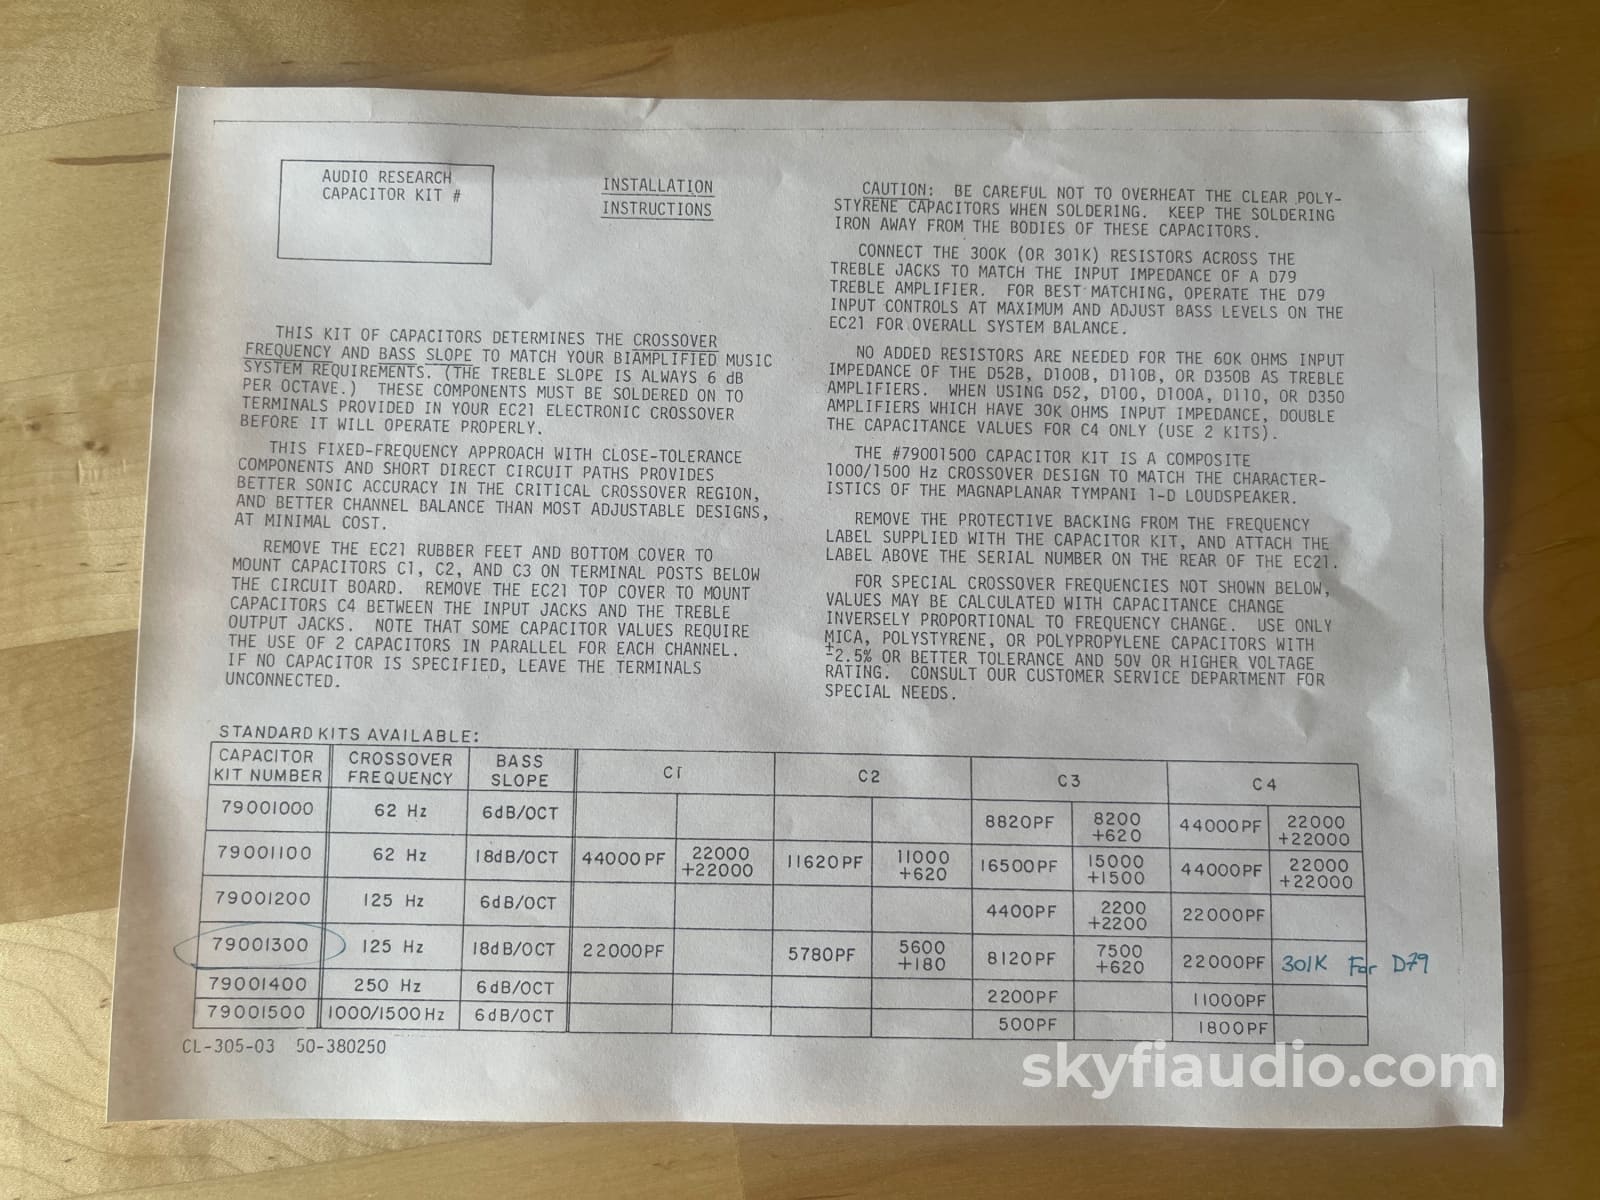 AUDIO RESEARCH
CAPACITOR KIT #
INSTALLATION
INSTRUCTIONS
THIS KIT OF CAPACITORS DETERMINES THE CROSSOVER
FREQUENCY AND BASS SLOPE TO MATCH YOUR BIAMPLIFIED MUSIC
SYSTEM REQUIREMENTS. (THE TREBLE SLOPE IS ALWAYS 6 dB
PER OCTAVE.) THESE COMPONENTS MUST BE SOLDERED ON TO
TERMINALS PROVIDED IN YOUR EC21 ELECTRONIC CROSSOVER
BEFORE IT WILL OPERATE PROPERLY.
THIS FIXED-FREQUENCY APPROACH WITH CLOSE-TOLERANCE
COMPONENTS AND SHORT DIRECT CIRCUIT PATHS PROVIDES
BETTER SONIC ACCURACY IN THE CRITICAL CROSSOVER REGION,
AND BETTER CHANNEL BALANCE THAN MOST ADJUSTABLE DESIGNS,
AT MINIMAL COST.
REMOVE THE EC21 RUBBER FEET AND BOTTOM COVER TO
MOUNT CAPACITORS C1, C2, AND C3 ON TERMINAL POSTS BELOW
THE CIRCUIT BOARD. REMOVE THE EC21 TOP COVER TO MOUNT
CAPACITORS C4 BETWEEN THE INPUT JACKS AND THE TREBLE
OUTPUT JACKS. NOTE THAT SOME CAPACITOR VALUES REQUIRE
THE USE OF 2 CAPACITORS IN PARALLEL FOR EACH CHANNEL.
IF NO CAPACITOR IS SPECIFIED, LEAVE THE TERMINALS
UNCONNECTED.
CAUTION: BE CAREFUL NOT TO OVERHEAT THE CLEAR POLY-
STYRENE CAPACITORS WHEN SOLDERING. KEEP THE SOLDERING
IRON AWAY FROM THE BODIES OF THESE CAPACITORS.
CONNECT THE 300K (OR 301K) RESISTORS ACROSS THE
TREBLE JACKS TO MATCH THE INPUT IMPEDANCE OF A D79
TREBLE AMPLIFIER. FOR BEST MATCHING, OPERATE THE D79
INPUT CONTROLS AT MAXIMUM AND ADJUST BASS LEVELS ON THE
EC21 FOR OVERALL SYSTEM BALANCE.
NO ADDED RESISTORS ARE NEEDED FOR THE 60K OHMS INPUT
IMPEDANCE OF THE D52B, D100B, D110B, OR D350B AS TREBLE
AMPLIFIERS. WHEN USING D52, D100, D100A, D110, OR D350
AMPLIFIERS WHICH HAVE 30K OHMS INPUT IMPEDANCE, DOUBLE
THE CAPACITANCE VALUES FOR C4 ONLY (USE 2 KITS).
THE #79001500 CAPACITOR KIT IS A COMPOSITE
1000/1500 Hz CROSSOVER DESIGN TO MATCH THE CHARACTER-
ISTICS OF THE MAGNAPLANAR TYMPANI 1-D LOUDSPEAKER.
REMOVE THE PROTECTIVE BACKING FROM THE FREQUENCY
LABEL SUPPLIED WITH THE CAPACITOR KIT, AND ATTACH THE
LABEL ABOVE THE SERIAL NUMBER ON THE REAR OF THE EC21.
FOR SPECIAL CROSSOVER FREQUENCIES NOT SHOWN BELOW,
VALUES MAY BE CALCULATED WITH CAPACITANCE CHANGE
INVERSELY PROPORTIONAL TO FREQUENCY CHANGE. USE ONLY
MICA, POLYSTYRENE, OR POLYPROPYLENE CAPACITORS WITH
±2.5% OR BETTER TOLERANCE AND 50V OR HIGHER VOLTAGE
RATING. CONSULT OUR CUSTOMER SERVICE DEPARTMENT FOR
SPECIAL NEEDS.
STANDARD KITS AVAILABLE:
CAPACITOR KIT NUMBER CROSSOVER FREQUENCY BASS SLOPE C1 C2 C3 C4
79001000 62 Hz 6dB/OCT 8820PF 8200 +620 44000PF 22000 +22000
79001100 62 Hz 18dB/OCT 44000PF 22000 +22000 11620PF 11000 +620 16500PF 15000 +1500 44000PF 22000 +22000
79001200 125 Hz 6dB/OCT 4400PF 2200 +2200 22000PF
79001300 125 Hz 18dB/OCT 22000PF 5780PF 5600 +180 8120PF 7500 +620 22000PF 301K For D79
79001400 250 Hz 6dB/OCT 2200PF 11000PF
79001500 1000/1500Hz 6dB/OCT 500PF 1800PF
CL-305-03 50-380250
skyfiaudio.com